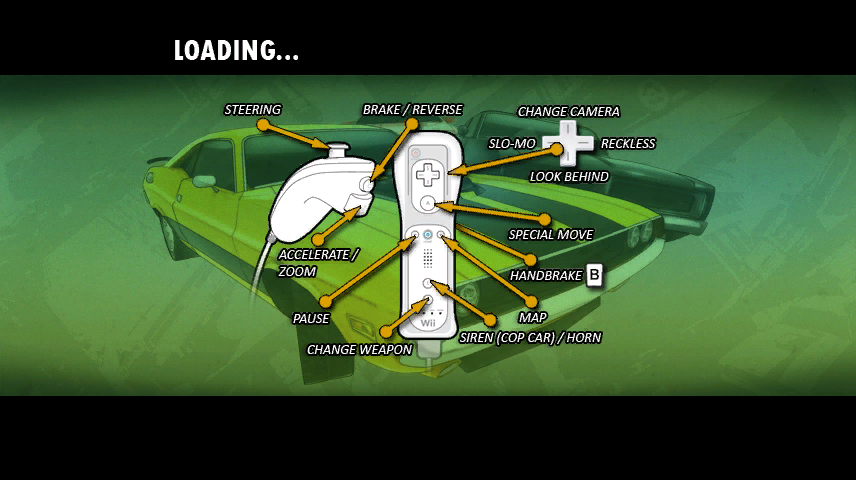 LOADING...
STEERING
BRAKE / REVERSE
CHANGE CAMERA
SLO-MO
RECKLESS
LOOK BEHIND
SPECIAL MOVE
ACCELERATE /
ZOOM
HANDBRAKE B
PAUSE
MAP
Wii
SIREN (COP CAR) / HORN
CHANGE WEAPON